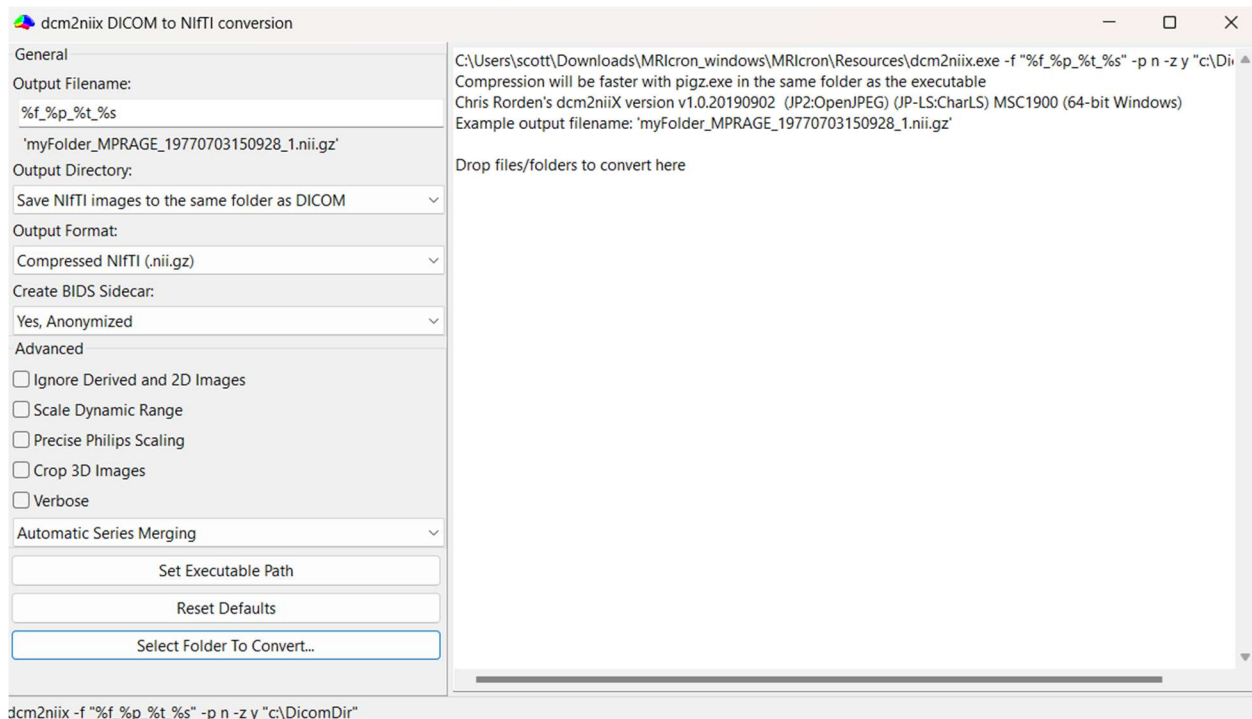 dcm2niix DICOM to NIfTI conversion
General
Output Filename:
%f_%p_%t_%s
'myFolder_MPRAGE_19770703150928_1.nii.gz'
Output Directory:
Save NIfTI images to the same folder as DICOM
Output Format:
Compressed NIfTI (.nii.gz)
Create BIDS Sidecar:
Yes, Anonymized
Advanced
Ignore Derived and 2D Images
Scale Dynamic Range
Precise Philips Scaling
Crop 3D Images
Verbose
Automatic Series Merging
Set Executable Path
Reset Defaults
Select Folder To Convert...
C:\Users\scott\Downloads\MRIcron_windows\MRIcron\Resources\dcm2niix.exe -f "%f_%p_%t_%s" -p n -z y "c:\Di
Compression will be faster with pigz.exe in the same folder as the executable
Chris Rorden's dcm2niiX version v1.0.20190902 (JP2:OpenJPEG) (JP-LS:CharLS) MSC1900 (64-bit Windows)
Example output filename: 'myFolder_MPRAGE_19770703150928_1.nii.gz'
Drop files/folders to convert here
dcm2niix -f "%f_%p_%t_%s" -p n -z y "c:\DicomDir"